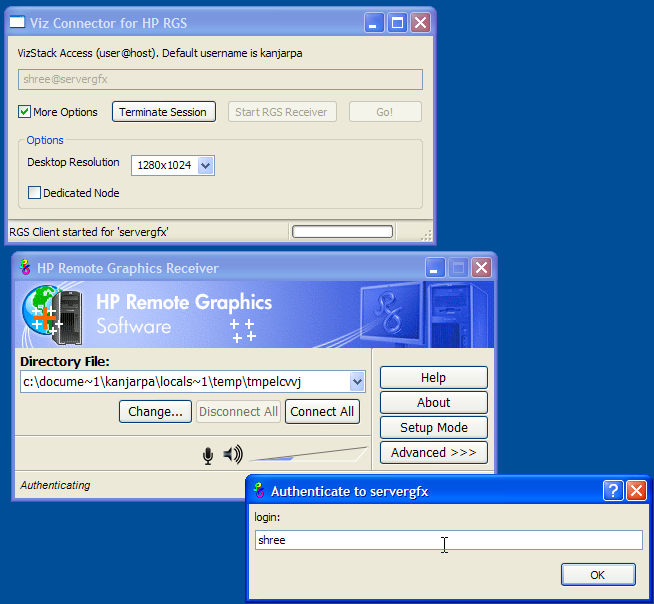 Viz Connector for HP RGS
VizStack Access (user@host). Default username is kanjarpa
shree@servergfx
More Options
Terminate Session
Start RGS Receiver
Go!
Options
Desktop Resolution
1280x1024
Dedicated Node
RGS Client started for 'servergfx'
HP Remote Graphics Receiver
HP Remote Graphics
Software
Directory File:
c:\docume~1\kanjarpa\locals~1\temp\tmpelcvvj
Change...
Disconnect All
Connect All
Help
About
Setup Mode
Advanced >>>
Authenticating
Authenticate to servergfx
login:
shree
OK